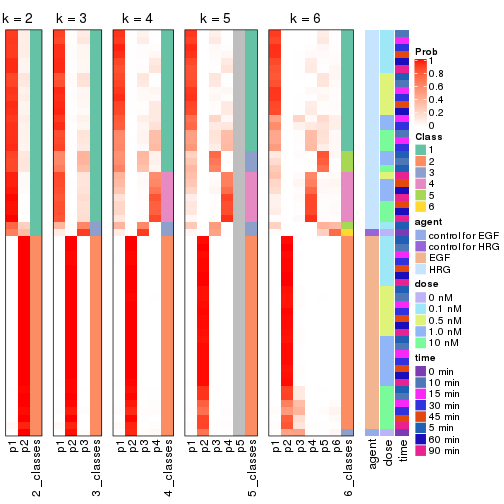 k = 2
k = 3
k = 4
k = 5
k = 6
Prob
1
0.8
0.6
0.4
0.2
0
Class
1
2
3
4
5
6
agent
control for EGF
control for HRG
EGF
HRG
dose
0 nM
0.1 nM
0.5 nM
1.0 nM
10 nM
time
0 min
10 min
15 min
30 min
45 min
5 min
60 min
90 min
p1
p2
2_classes
p1
p2
p3
3_classes
p1
p2
p3
p4
4_classes
p1
p2
p3
p4
p5
5_classes
p1
p2
p3
p4
p5
p6
6_classes
agent
dose
time